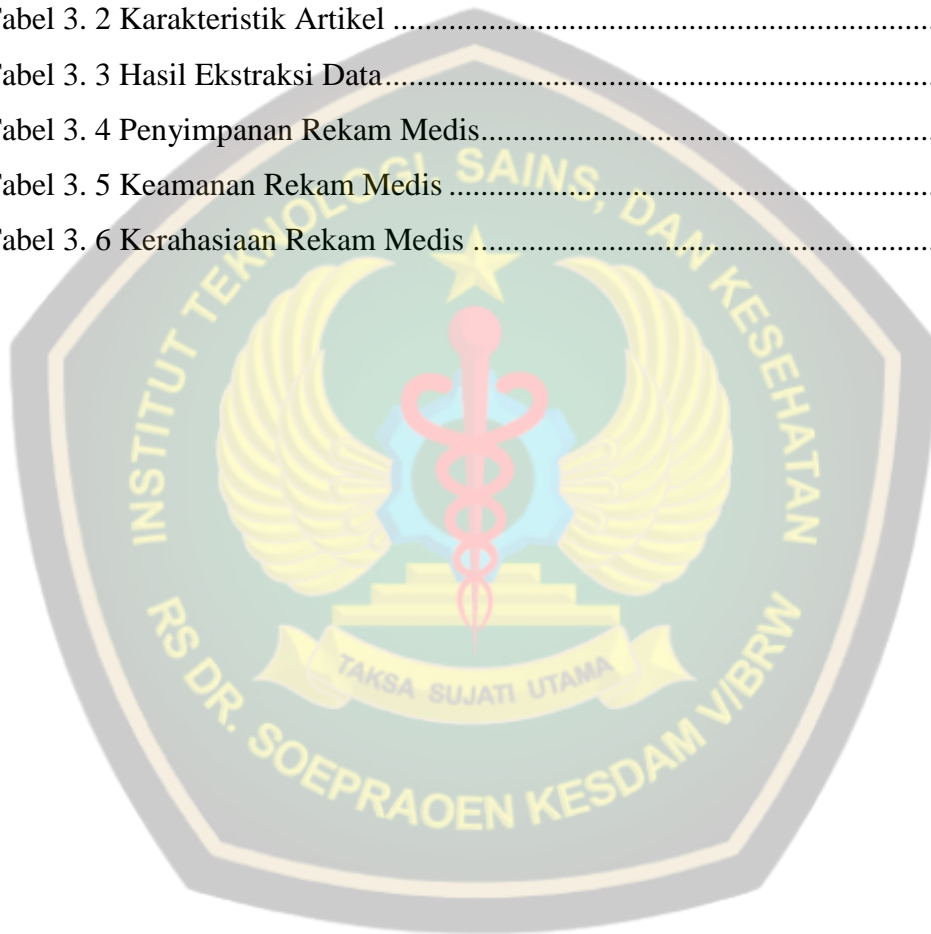 Tabel 3. 2 Karakteristik Artikel ....................................................................
Tabel 3. 3 Hasil Ekstraksi Data.....................................................................
Tabel 3. 4 Penyimpanan Rekam Medis.........................................................
Tabel 3. 5 Keamanan Rekam Medis .............................................................
Tabel 3. 6 Kerahasiaan Rekam Medis ..........................................................
INSTITUT TEKNOLOGI, SAINS, DAN KESEHATAN
TAKSA SUJATI UTAMA
RS DR. SOEPRAOEN KESDAM V/BRW